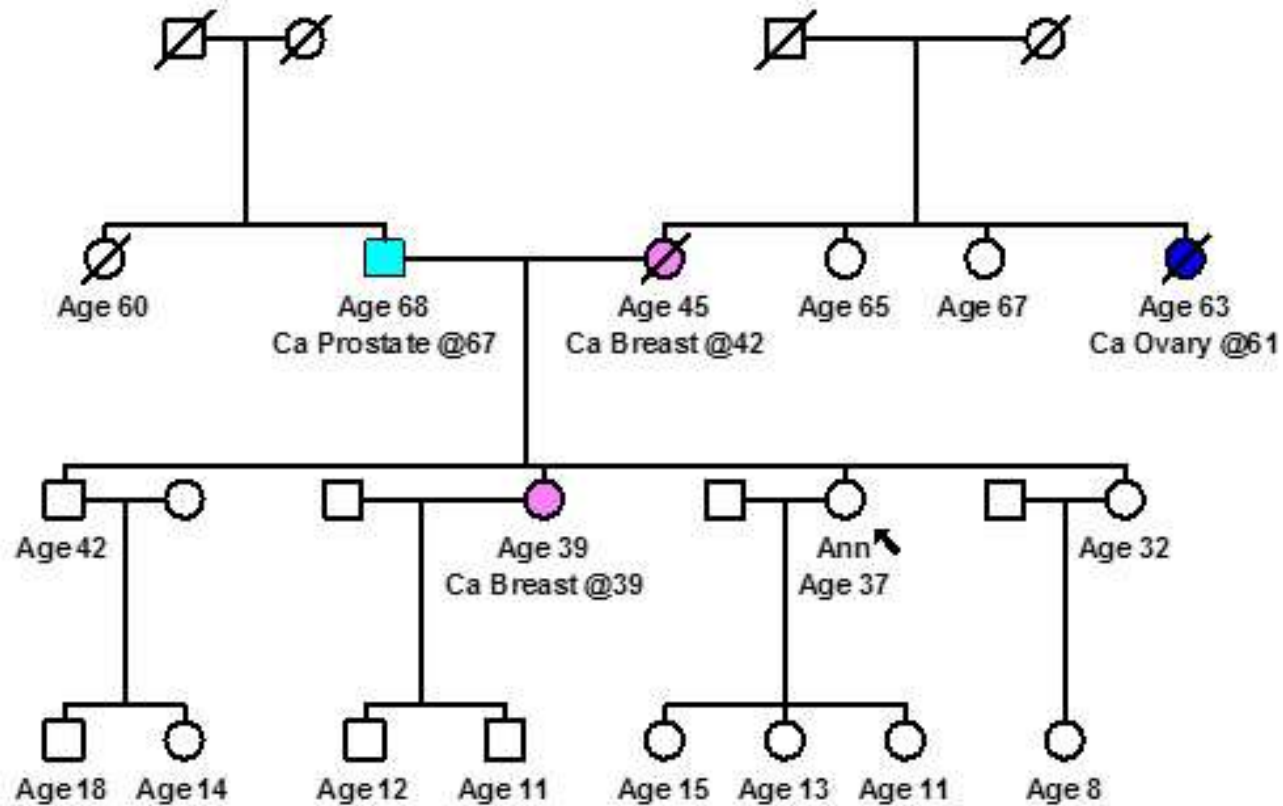 Age 60
Age 68
Ca Prostate @67
Age 45
Ca Breast @42
Age 65
Age 67
Age 63
Ca Ovary @61
Age 42
Age 39
Ca Breast @39
Ann
Age 37
Age 32
Age 18
Age 14
Age 12
Age 11
Age 15
Age 13
Age 11
Age 8